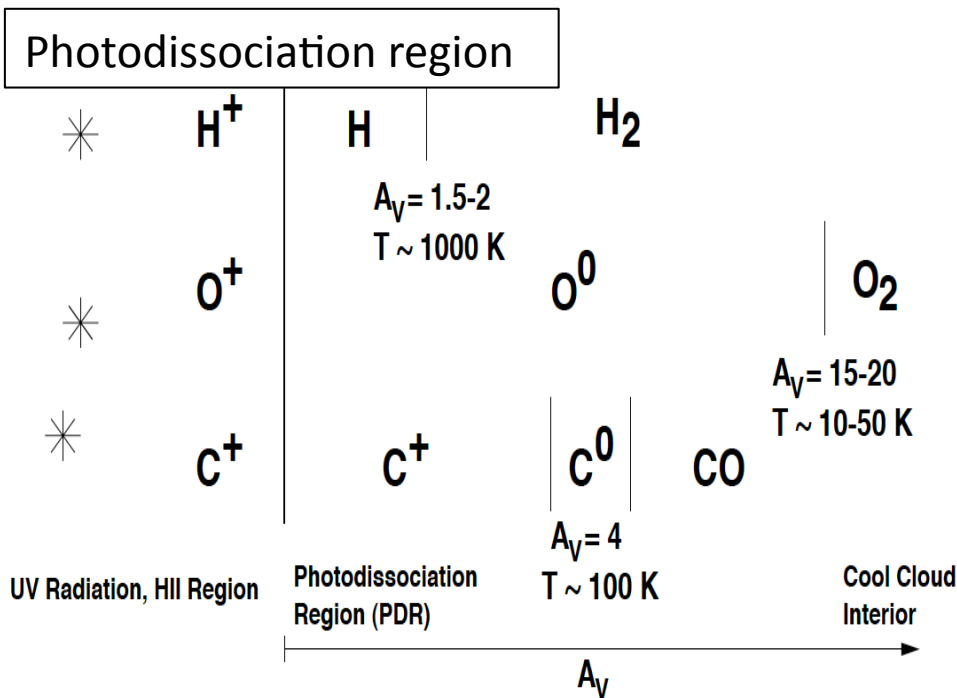 Photodissociation region
H+ H H2
AV = 1.5-2
T ~ 1000 K
O+ O0 O2
AV = 15-20
T ~ 10-50 K
C+ C+ C0 CO
AV = 4
T ~ 100 K
UV Radiation, HII Region
Photodissociation
Region (PDR)
Cool Cloud
Interior
AV